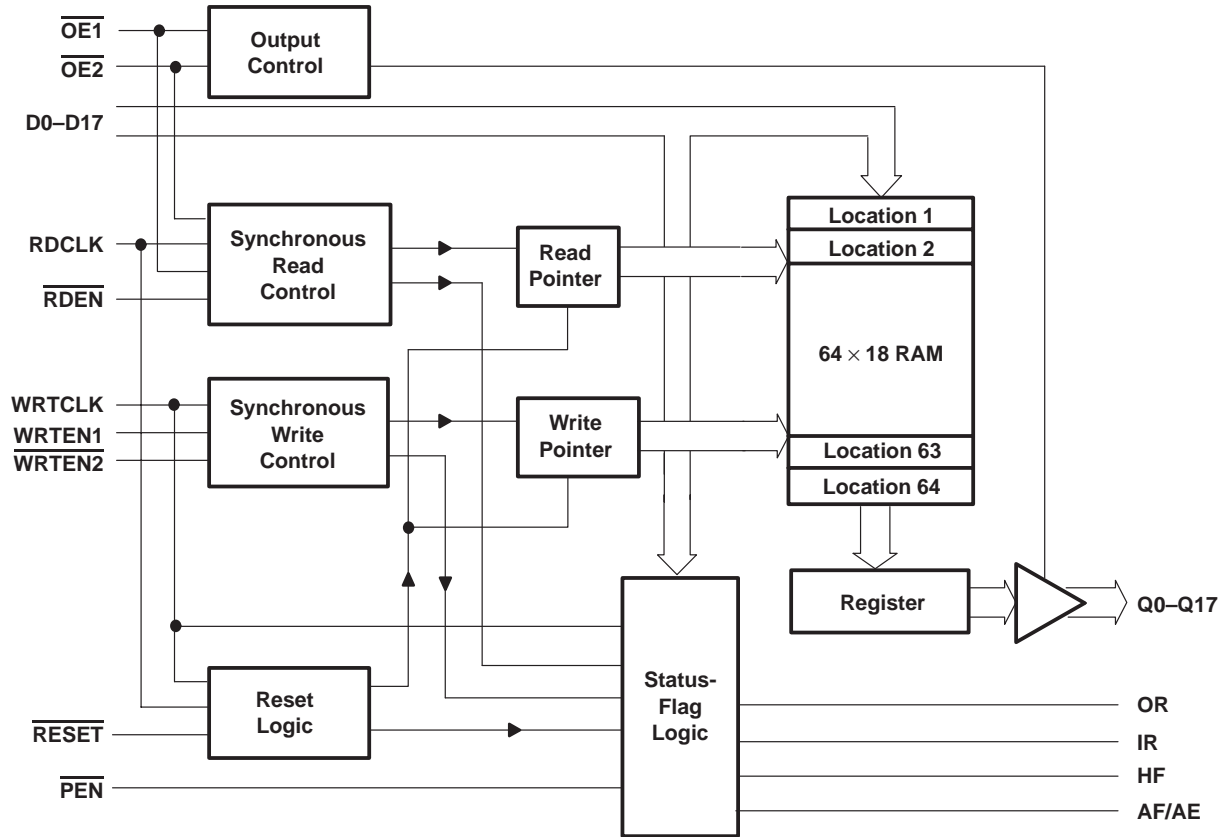 OE1
OE2
D0–D17
RDCLK
RDEN
WRTCLK
WRTEN1
WRTEN2
RESET
PEN
Output
Control
Synchronous
Read
Control
Read
Pointer
Synchronous
Write
Control
Write
Pointer
Reset
Logic
Location 1
Location 2
64 × 18 RAM
Location 63
Location 64
Register
Status-
Flag
Logic
Q0–Q17
OR
IR
HF
AF/AE